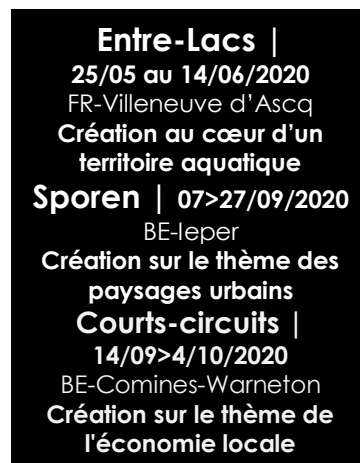 Entre-Lacs |
25/05 au 14/06/2020
FR-Villeneuve d'Ascq
Création au cœur d'un
territoire aquatique
Sporen | 07>27/09/2020
BE-Ieper
Création sur le thème des
paysages urbains
Courts-circuits |
14/09>4/10/2020
BE-Comines-Warneton
Création sur le thème de
l'économie locale